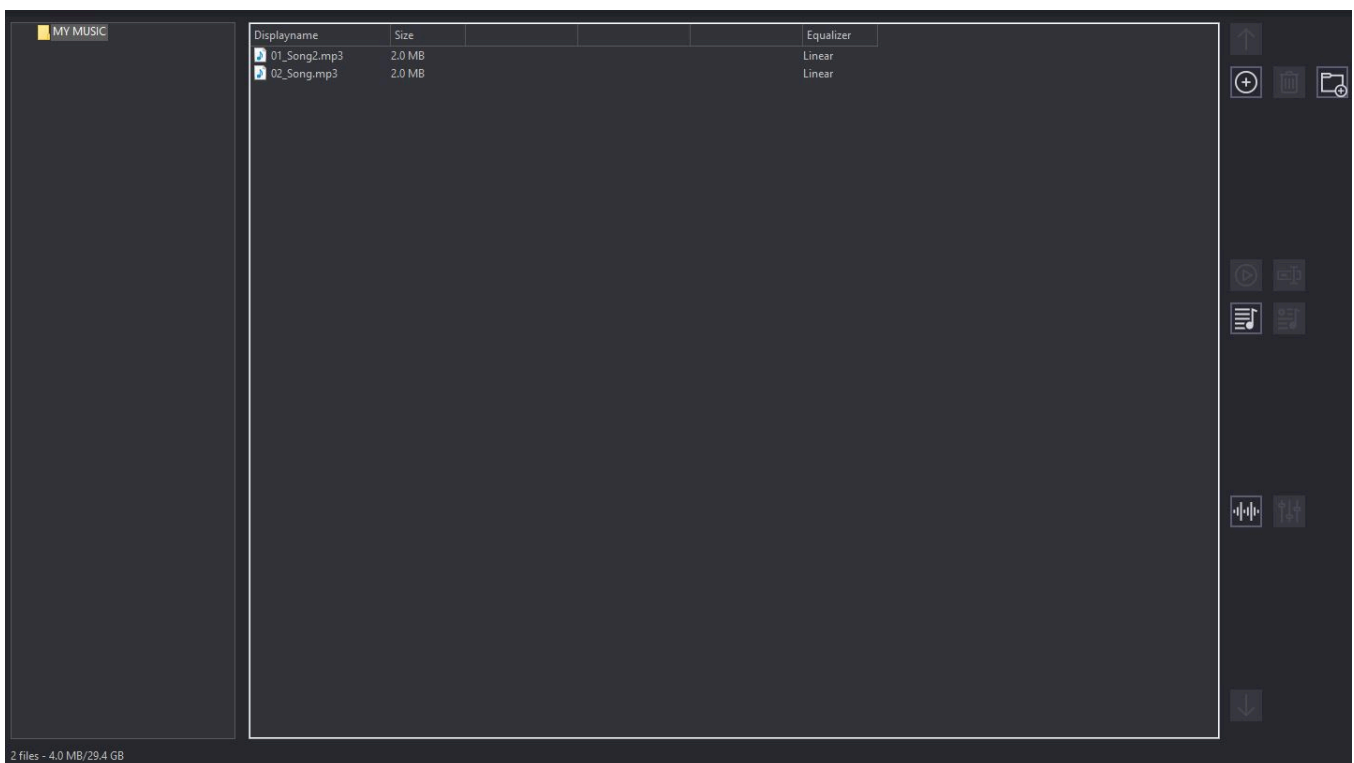 MY MUSIC
Displayname Size Equalizer
01_Song2.mp3 2.0 MB Linear
02_Song.mp3 2.0 MB Linear
2 files - 4.0 MB/29.4 GB